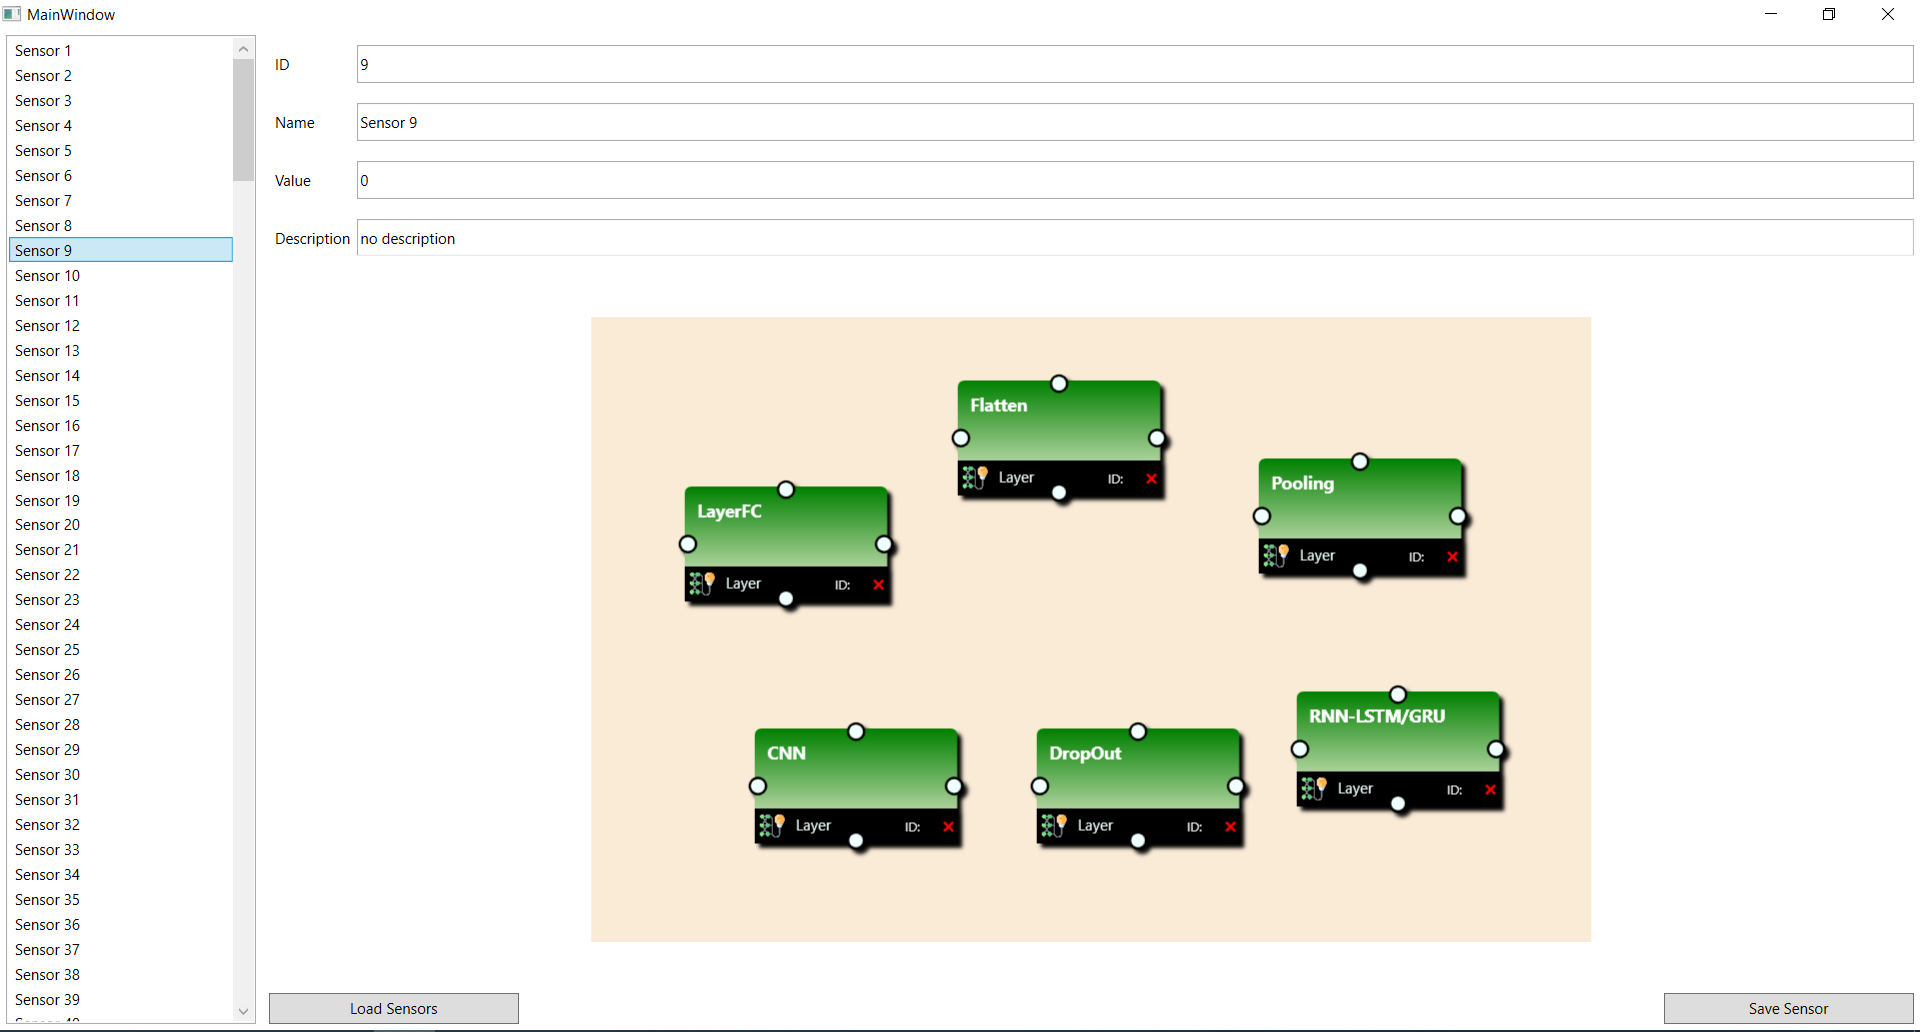 MainWindow
Sensor 1
Sensor 2
Sensor 3
Sensor 4
Sensor 5
Sensor 6
Sensor 7
Sensor 8
Sensor 9
Sensor 10
Sensor 11
Sensor 12
Sensor 13
Sensor 14
Sensor 15
Sensor 16
Sensor 17
Sensor 18
Sensor 19
Sensor 20
Sensor 21
Sensor 22
Sensor 23
Sensor 24
Sensor 25
Sensor 26
Sensor 27
Sensor 28
Sensor 29
Sensor 30
Sensor 31
Sensor 32
Sensor 33
Sensor 34
Sensor 35
Sensor 36
Sensor 37
Sensor 38
Sensor 39
ID 9
Name Sensor 9
Value 0
Description no description
Flatten
Layer ID:
Pooling
Layer ID:
LayerFC
Layer ID:
RNN-LSTM/GRU
Layer ID:
CNN
Layer ID:
DropOut
Layer ID:
Load Sensors
Save Sensor